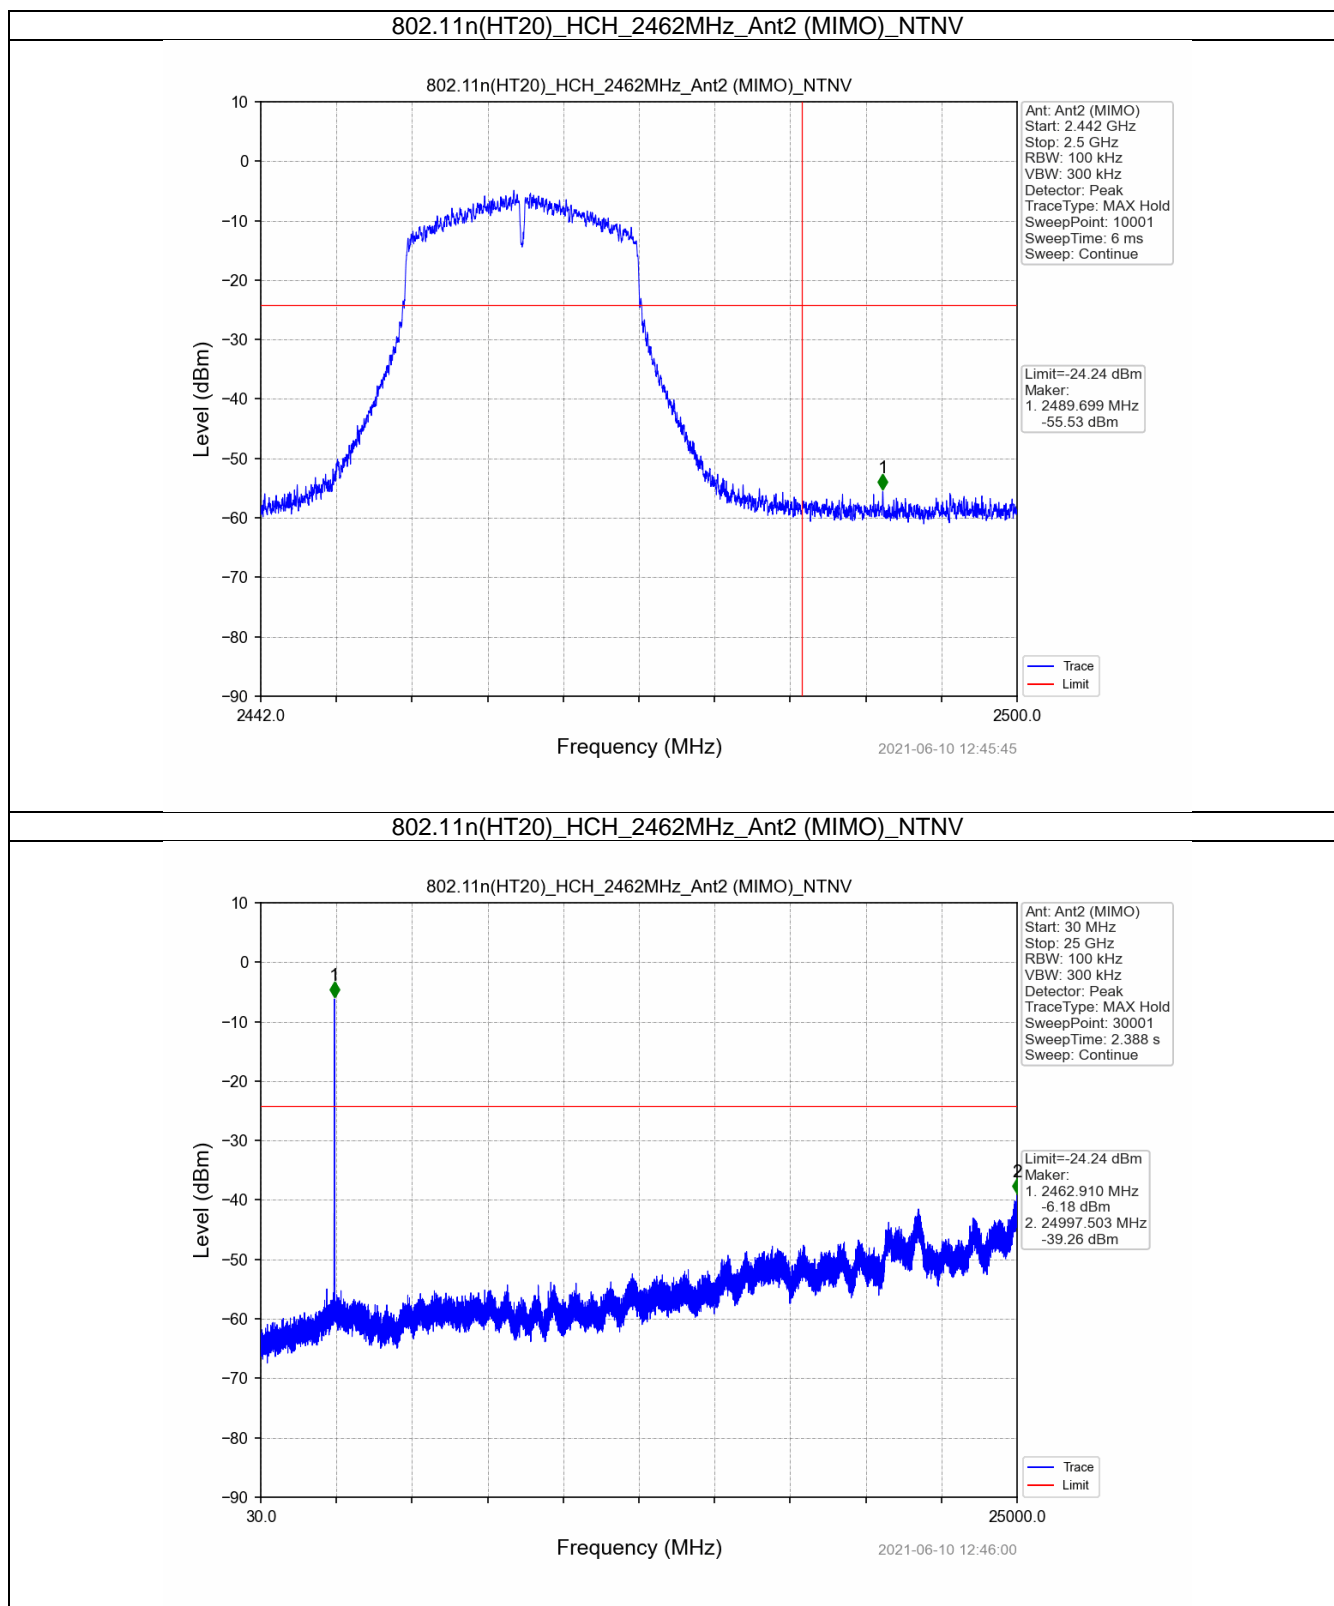 802.11n(HT20)_HCH_2462MHz_Ant2 (MIMO)_NTNV
802.11n(HT20)_HCH_2462MHz_Ant2 (MIMO)_NTNV
10
0
−10
−20
−30
−40
−50
−60
−70
−80
−90
Level (dBm)
1
2442.0
2500.0
Frequency (MHz)
2021-06-10 12:45:45
Ant: Ant2 (MIMO)
Start: 2.442 GHz
Stop: 2.5 GHz
RBW: 100 kHz
VBW: 300 kHz
Detector: Peak
TraceType: MAX Hold
SweepPoint: 10001
SweepTime: 6 ms
Sweep: Continue
Limit=-24.24 dBm
Maker:
1. 2489.699 MHz
-55.53 dBm
Trace
Limit
802.11n(HT20)_HCH_2462MHz_Ant2 (MIMO)_NTNV
802.11n(HT20)_HCH_2462MHz_Ant2 (MIMO)_NTNV
10
0
−10
−20
−30
−40
−50
−60
−70
−80
−90
Level (dBm)
1
2
30.0
25000.0
Frequency (MHz)
2021-06-10 12:46:00
Ant: Ant2 (MIMO)
Start: 30 MHz
Stop: 25 GHz
RBW: 100 kHz
VBW: 300 kHz
Detector: Peak
TraceType: MAX Hold
SweepPoint: 30001
SweepTime: 2.388 s
Sweep: Continue
Limit=-24.24 dBm
Maker:
1. 2462.910 MHz
-6.18 dBm
2. 24997.503 MHz
-39.26 dBm
Trace
Limit